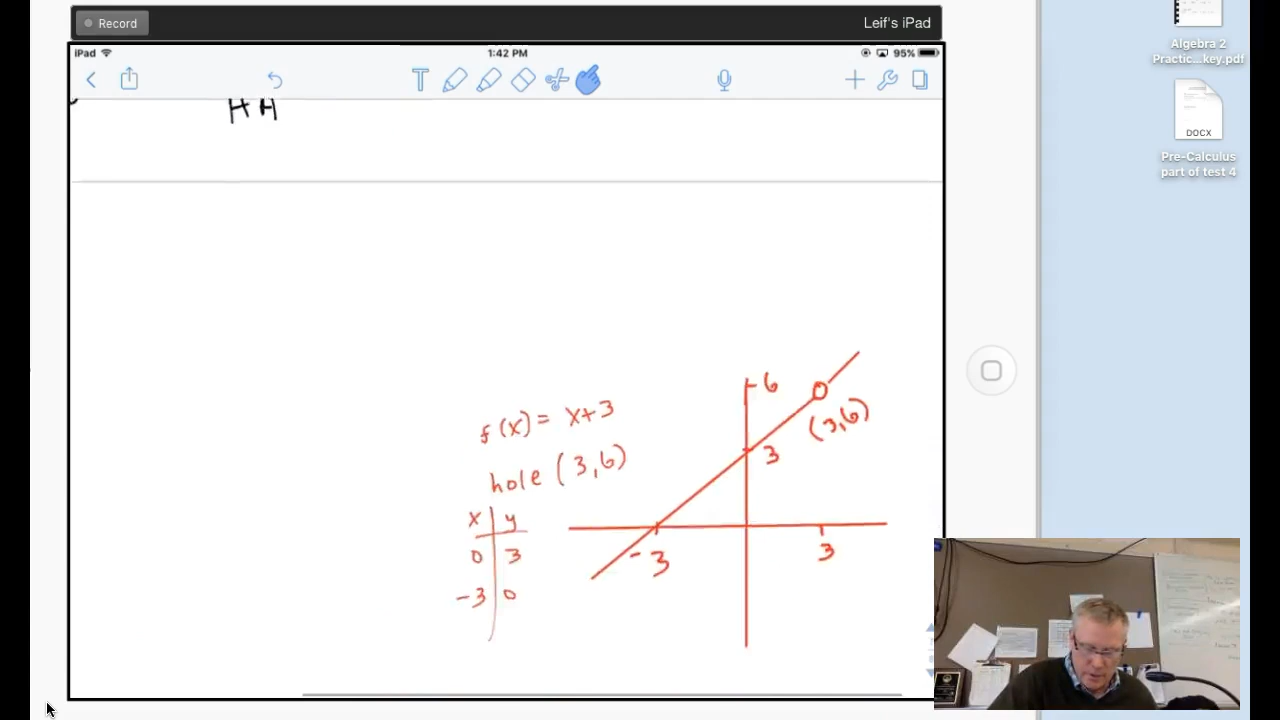 Record
Leif's iPad
iPad
1:42 PM
95%
T
HA
f(x) = x+3
hole (3,6)
x y
0 3
-3 0
6
(3,6)
3
-3
3
Algebra 2
Practic...key.pdf
DOCX
Pre-Calculus
part of test 4